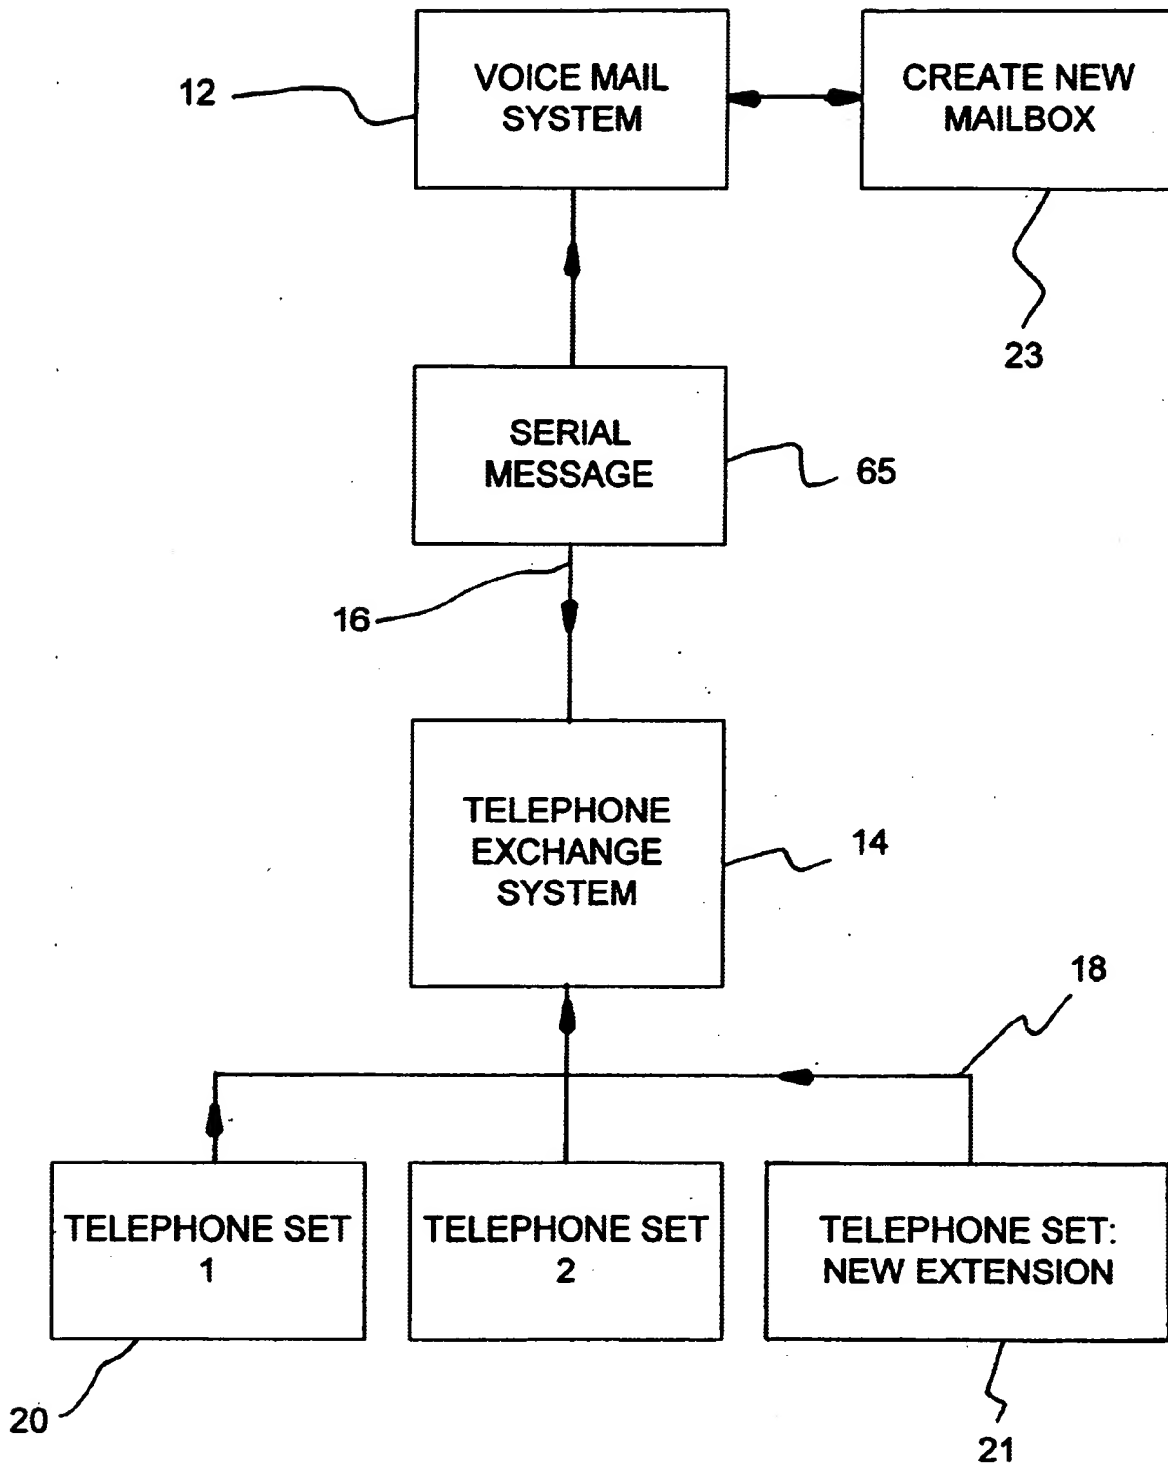 VOICE MAIL
SYSTEM
CREATE NEW
MAILBOX
12
23
SERIAL
MESSAGE
65
16
TELEPHONE
EXCHANGE
SYSTEM
14
18
TELEPHONE SET
1
TELEPHONE SET
2
TELEPHONE SET:
NEW EXTENSION
20
21